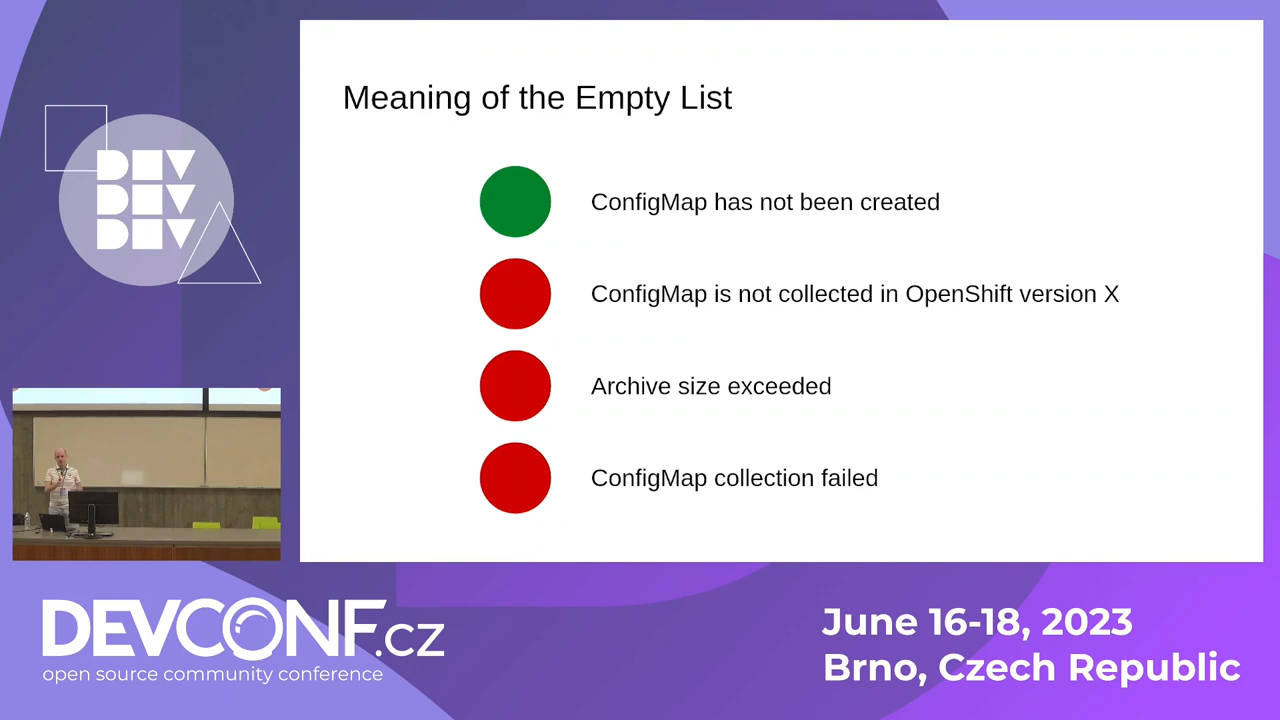 Meaning of the Empty List
ConfigMap has not been created
ConfigMap is not collected in OpenShift version X
Archive size exceeded
ConfigMap collection failed
DEV
DEV
DEV
DEVCONF.cz
open source community conference
June 16-18, 2023
Brno, Czech Republic